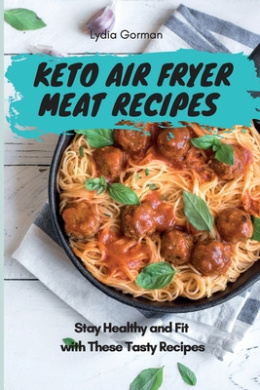 Lydia Gorman
KETO AIR FRYER
MEAT RECIPES
Stay Healthy and Fit
with These Tasty Recipes